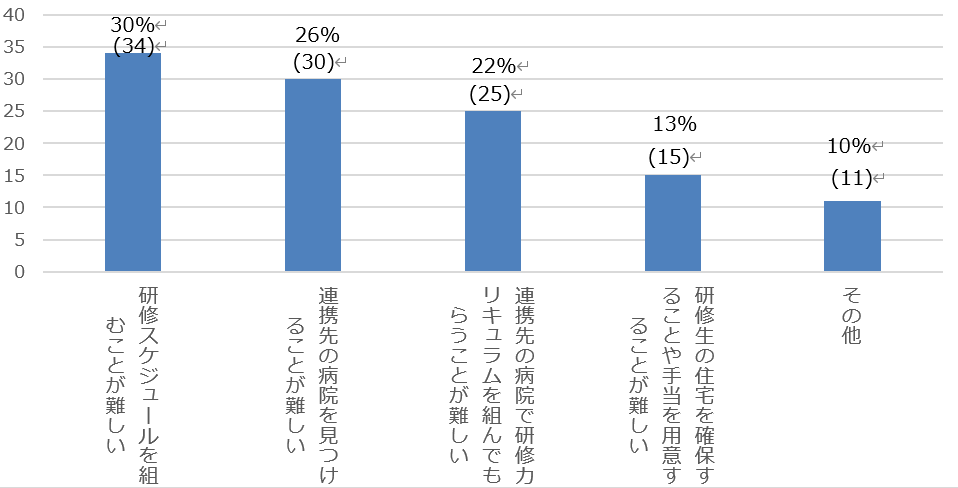 40
35
30
25
20
15
10
5
0
30%↵
(34)↵
26%
(30)↵
22%↵
(25)↵
13%
(15)↵
10%↵
(11)↵
研修スケジュールを組
むことが難しい
連携先の病院を見つけ
ることが難しい
連携先の病院で研修カ
リキュラムを組んでも
らうことが難しい
研修生の住宅を確保す
ることや手当を用意す
ることが難しい
その他